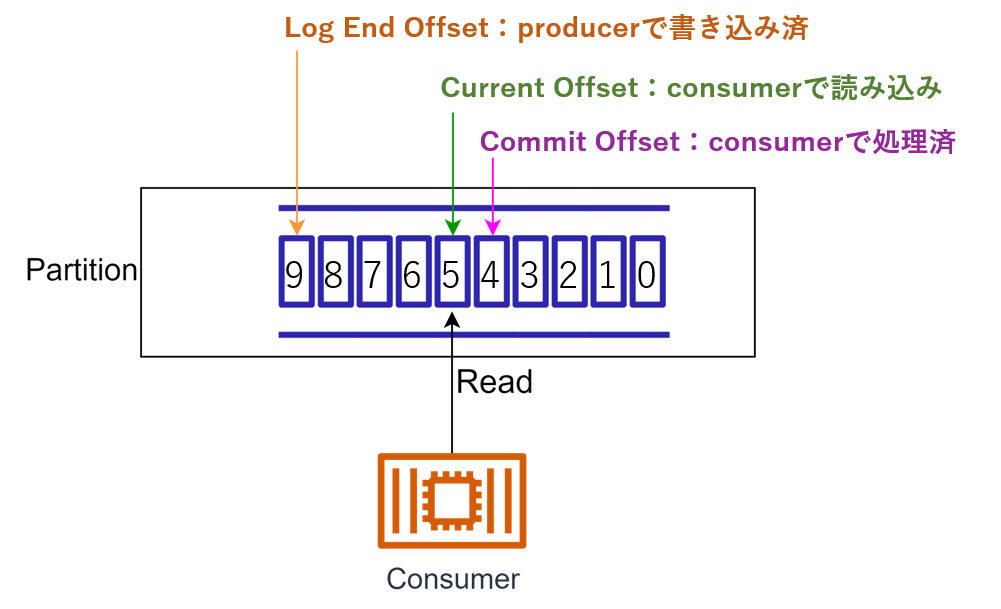 Log End Offset：producerで書き込み済
Current Offset：consumerで読み込み
Commit Offset：consumerで処理済
Partition
9 8 7 6 5 4 3 2 1 0
Read
Consumer